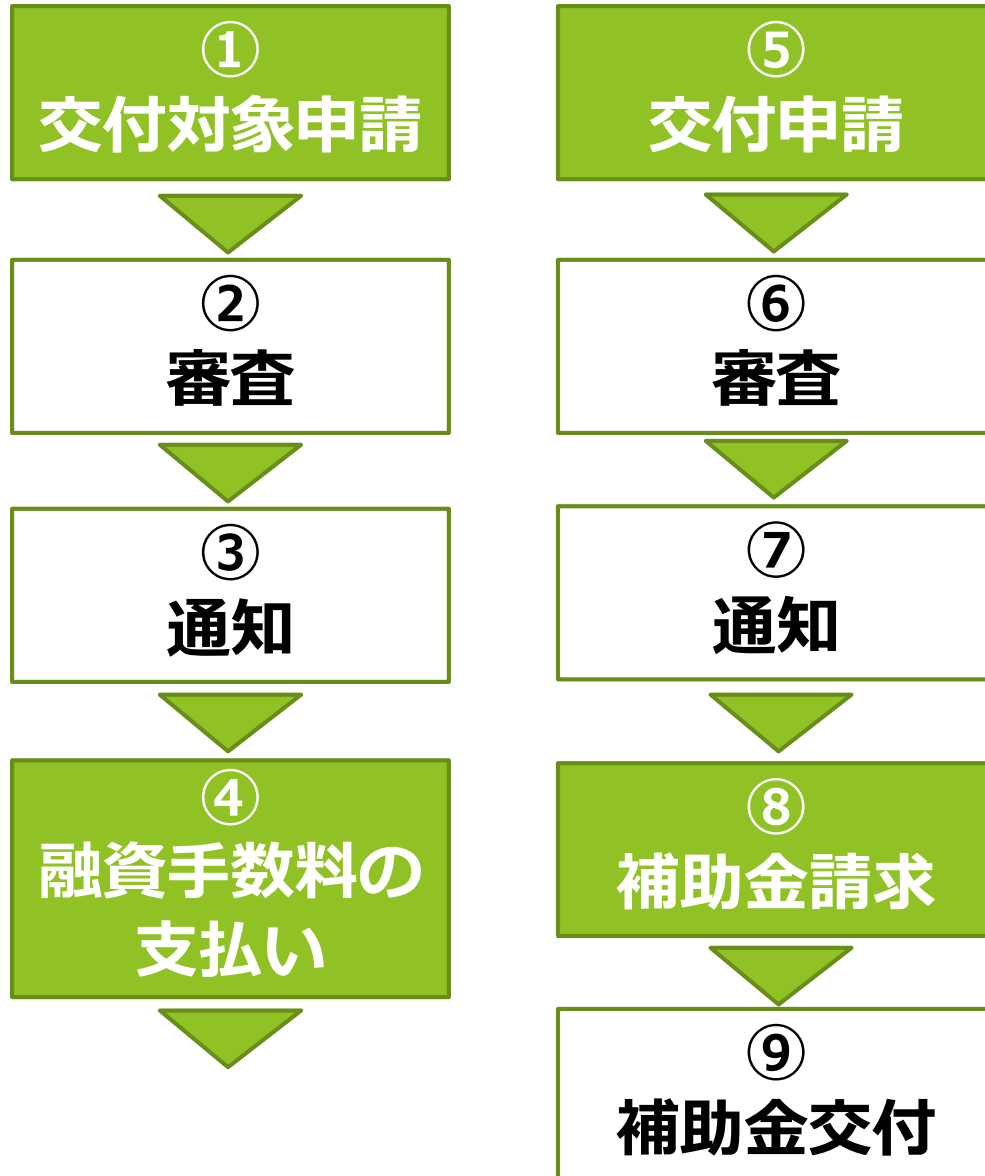 ①
交付対象申請
②
審査
③
通知
④
融資手数料の
支払い
⑤
交付申請
⑥
審査
⑦
通知
⑧
補助金請求
⑨
補助金交付